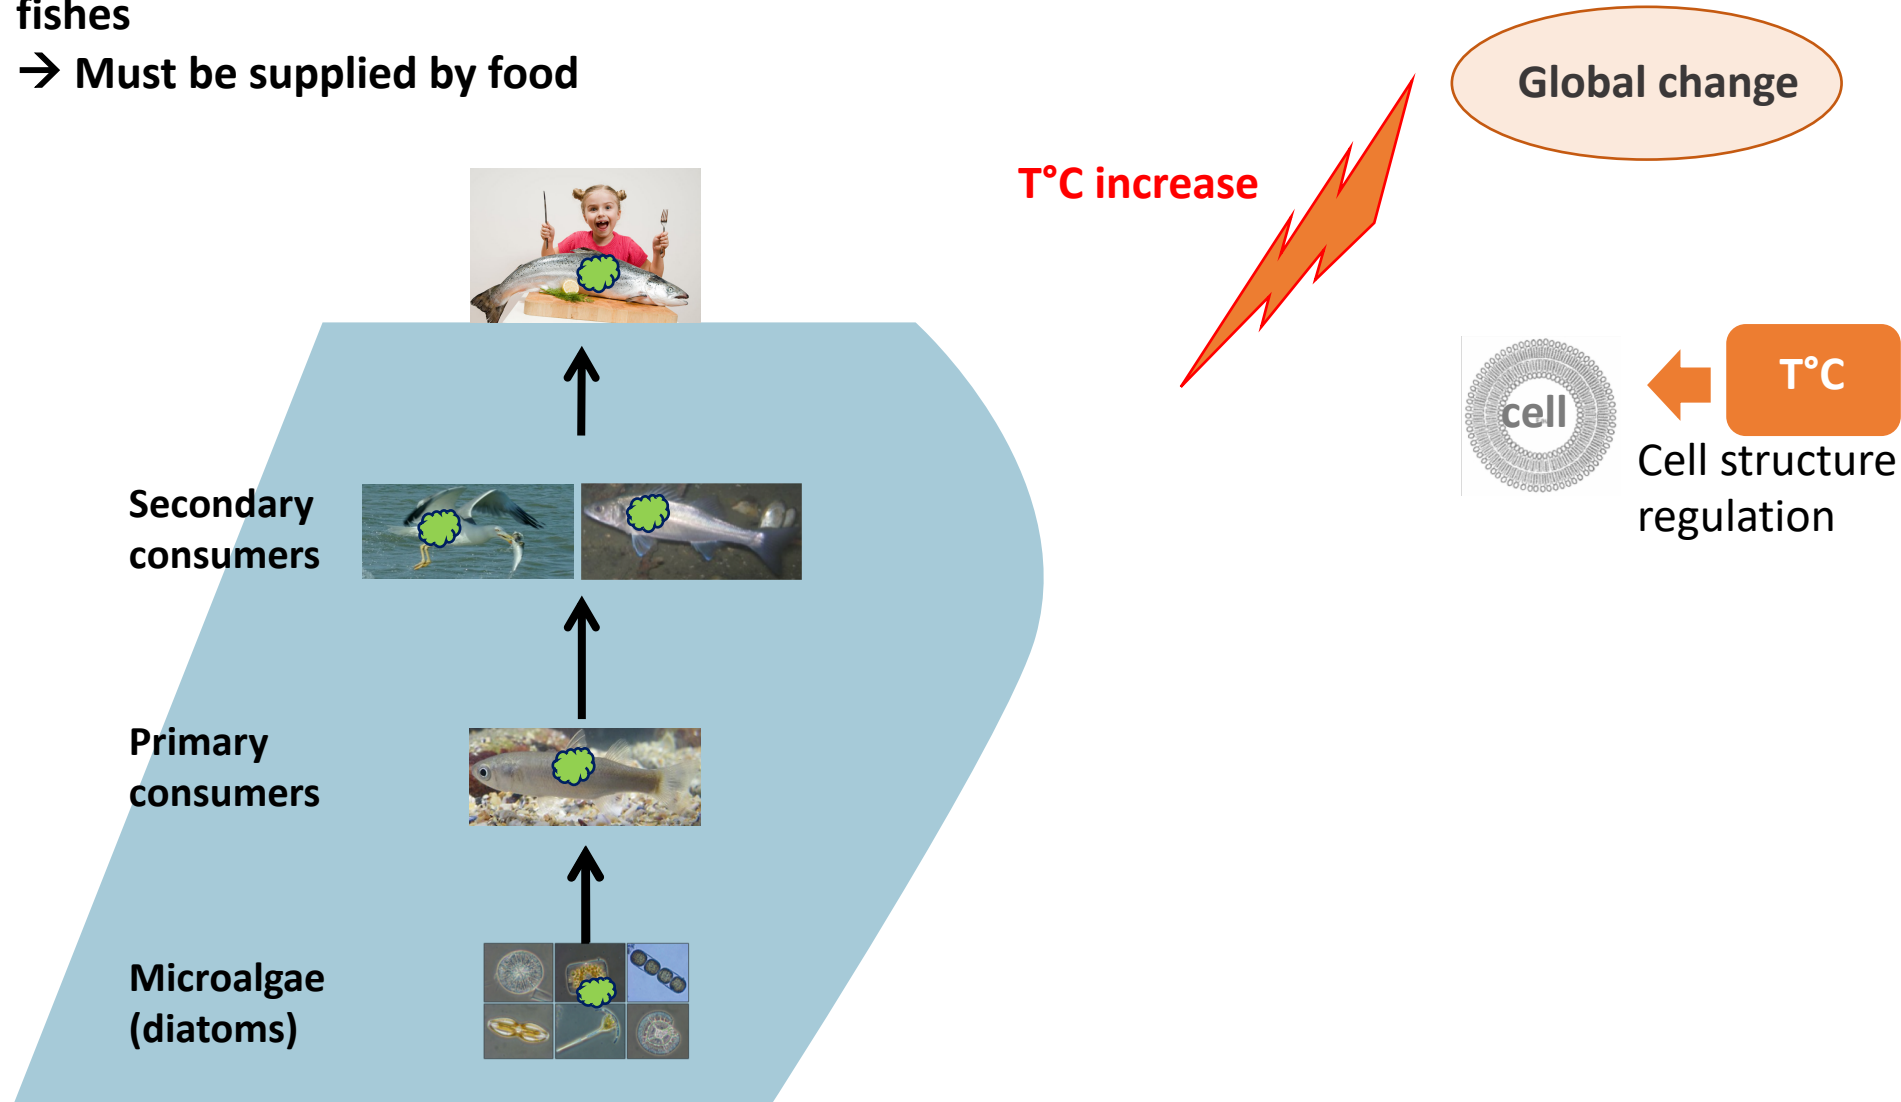 fishes
→ Must be supplied by food
Global change
T°C increase
T°C
cell
Cell structure
regulation
Secondary
consumers
Primary
consumers
Microalgae
(diatoms)